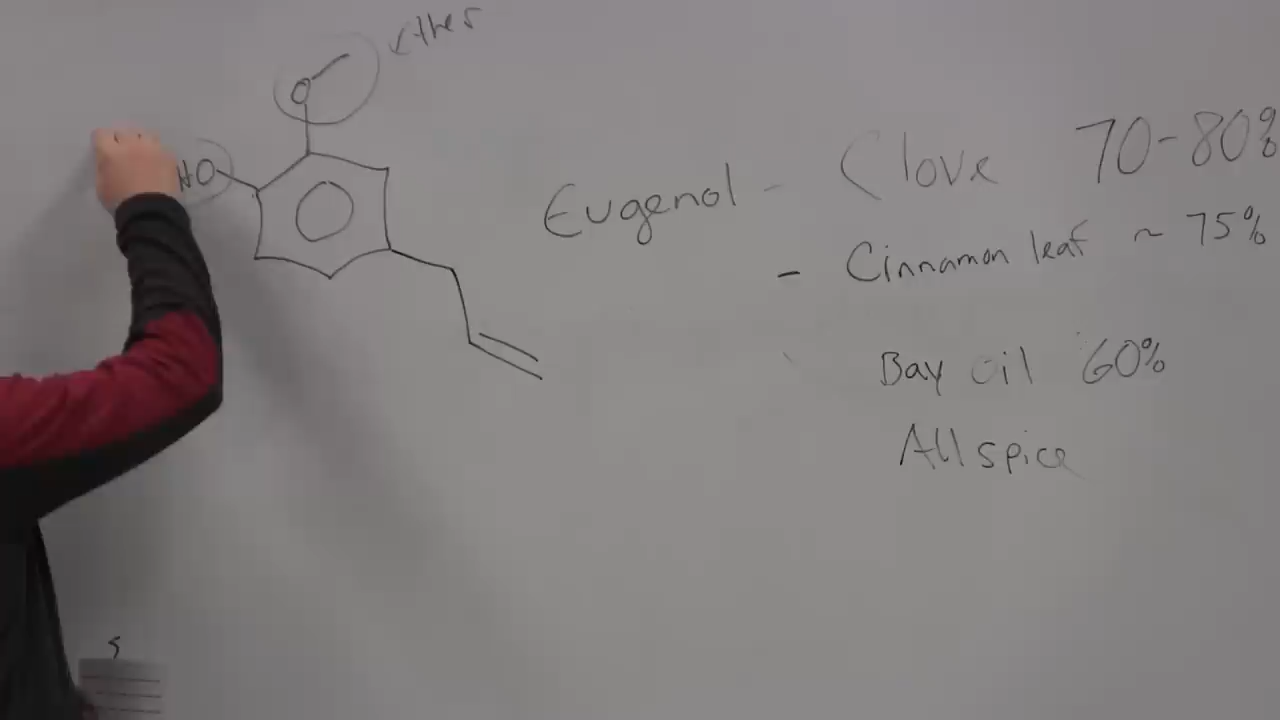 ether
O
HO
Eugenol - Clove 70-80%
- Cinnamon leaf ~ 75%
Bay oil 60%
Allspice